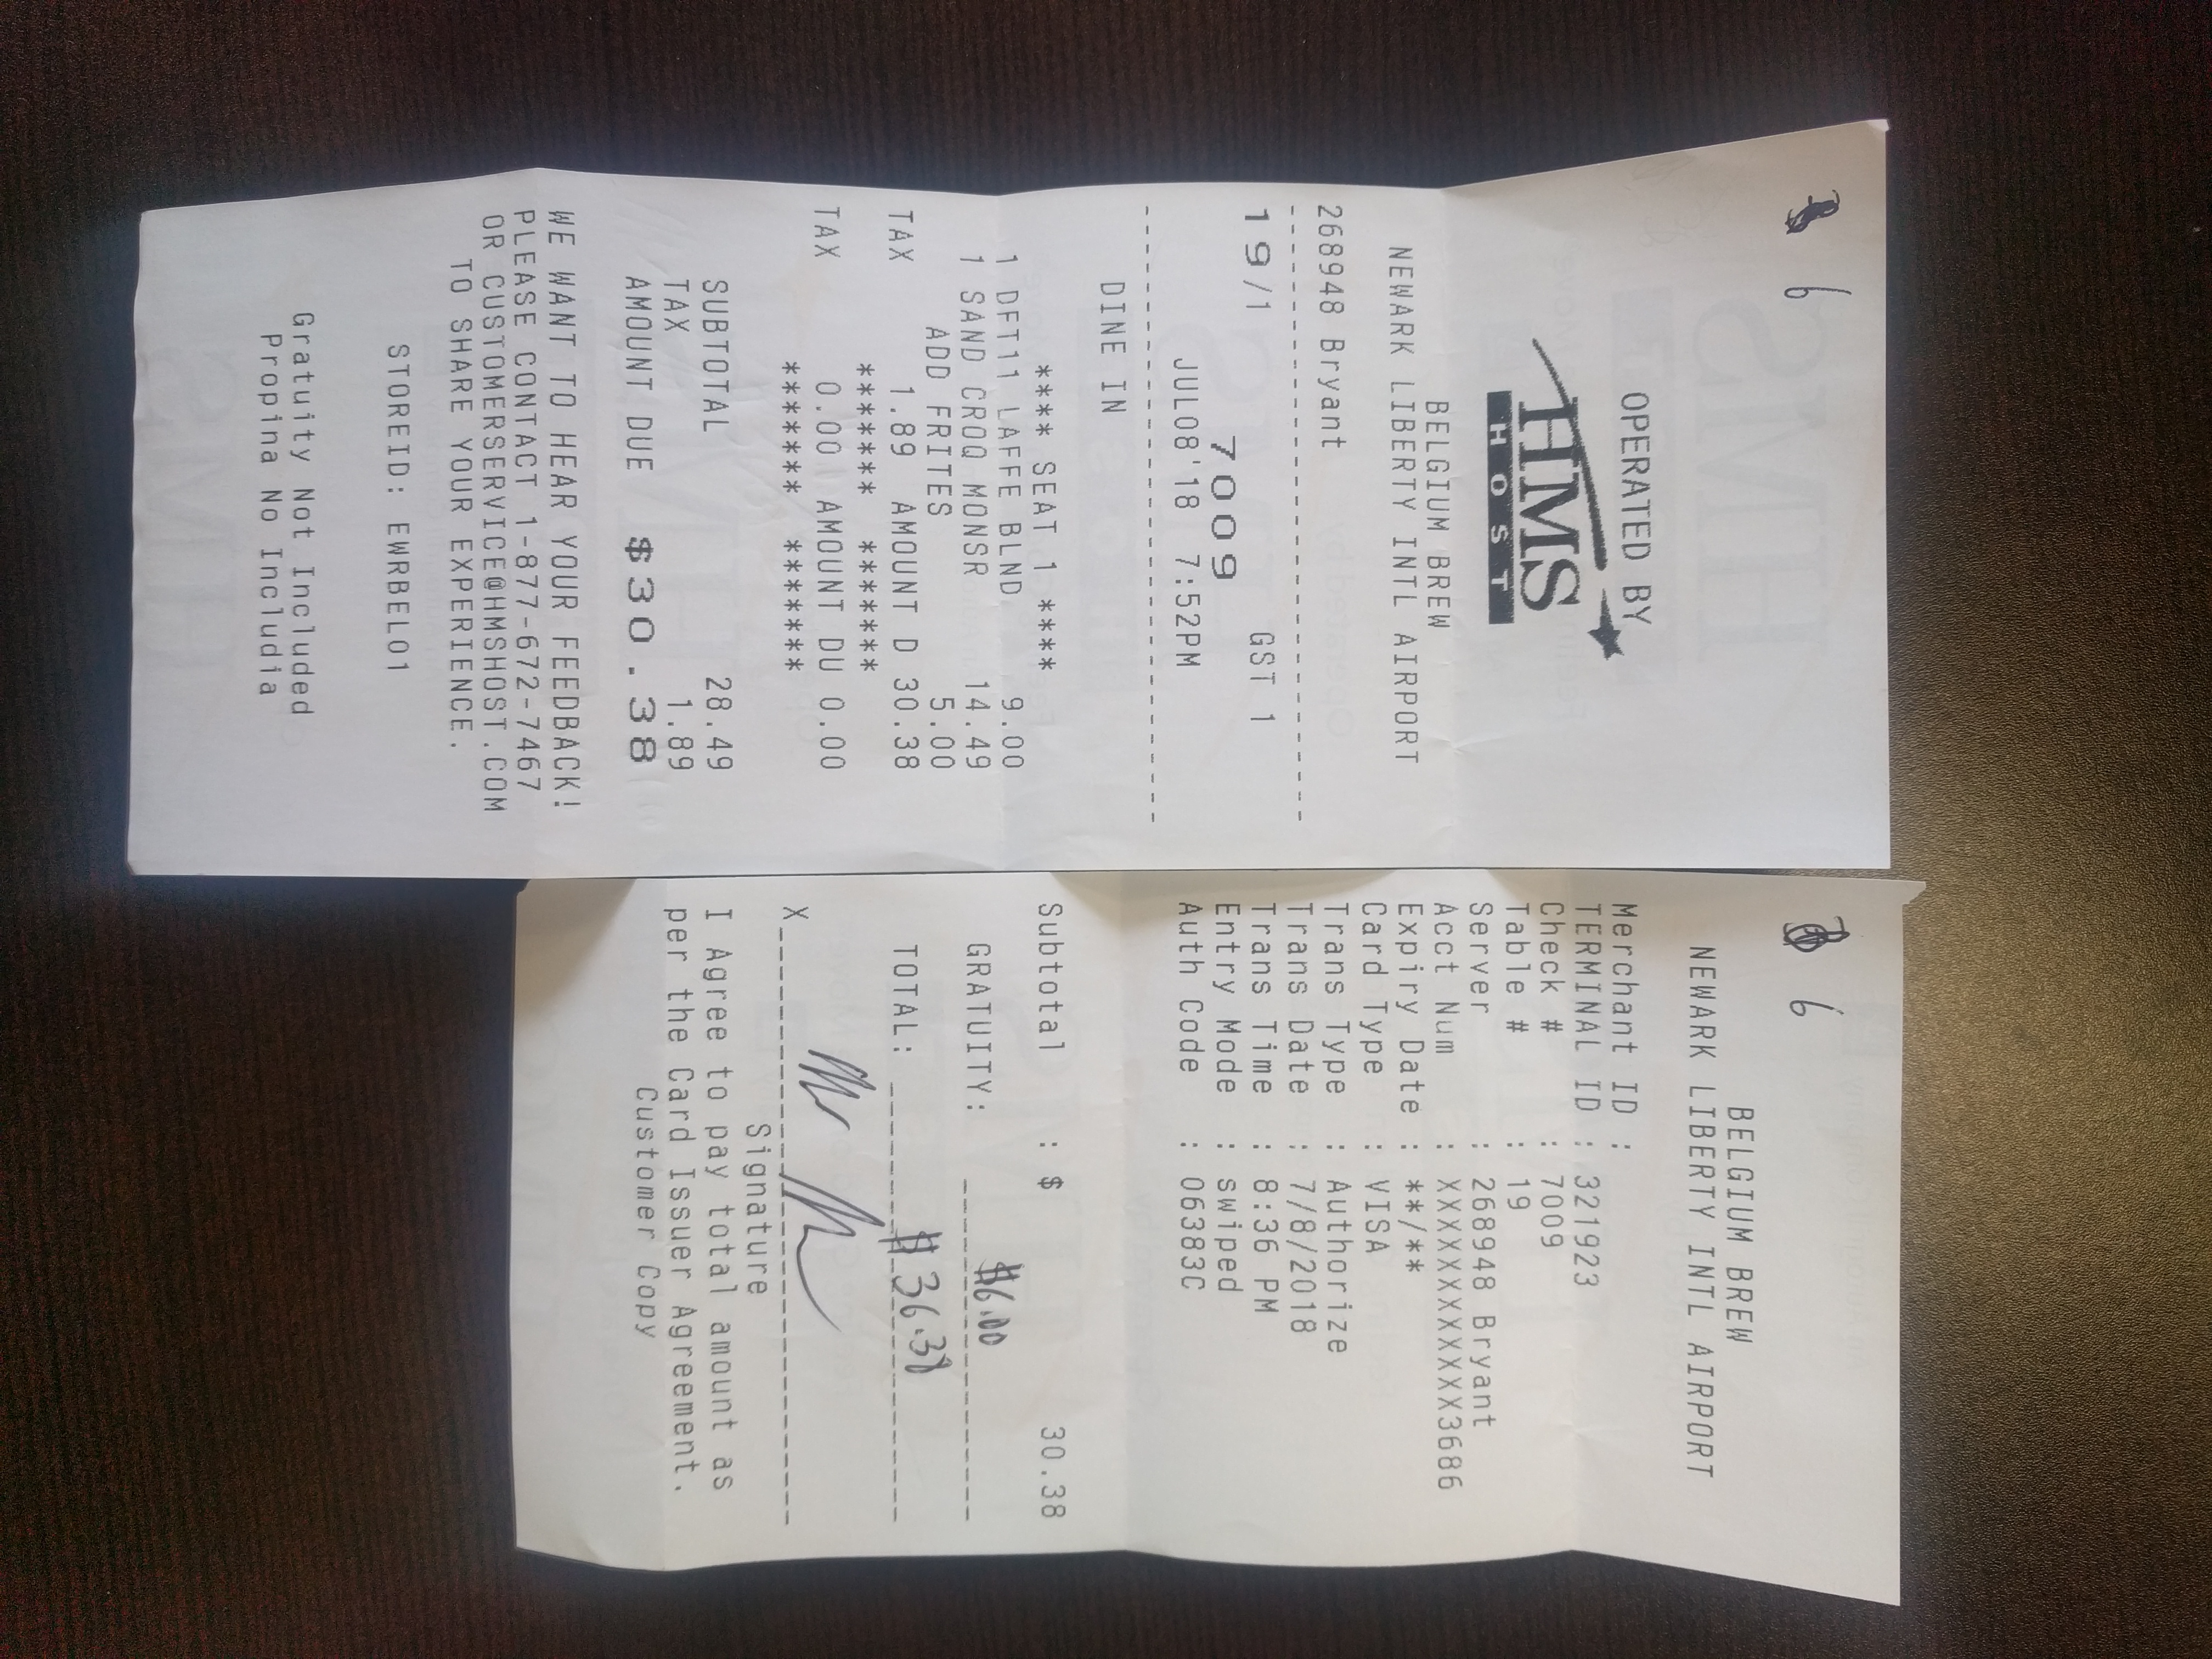 6
OPERATED BY
HMS
HOST
BELGIUM BREW
NEWARK LIBERTY INTL AIRPORT
268948 Bryant
19/1 7009 GST 1
JUL08'18 7:52PM
DINE IN
**** SEAT 1 ****
1 DFT11 LAFFE BLND 9.00
1 SAND CROQ MONSR 14.49
ADD FRITES 5.00
TAX 1.89 AMOUNT D 30.38
******* *******
TAX 0.00 AMOUNT DU 0.00
******* *******
SUBTOTAL 28.49
TAX 1.89
AMOUNT DUE $30.38
WE WANT TO HEAR YOUR FEEDBACK!
PLEASE CONTACT 1-877-672-7467
OR CUSTOMERSERVICE@HMSHOST.COM
TO SHARE YOUR EXPERIENCE.
STOREID: EWRBEL01
Gratuity Not Included
Propina No Includia
6
BELGIUM BREW
NEWARK LIBERTY INTL AIRPORT
Merchant ID :
TERMINAL ID : 321923
Check # : 7009
Table # : 19
Server : 268948 Bryant
Acct Num : XXXXXXXXXXXX3686
Expiry Date : **/**
Card Type : VISA
Trans Type : Authorize
Trans Date : 7/8/2018
Trans Time : 8:36 PM
Entry Mode : swiped
Auth Code : 06383C
Subtotal : $ 30.38
GRATUITY: $6.00
TOTAL: $36.38
X
Signature
I Agree to pay total amount as
per the Card Issuer Agreement.
Customer Copy